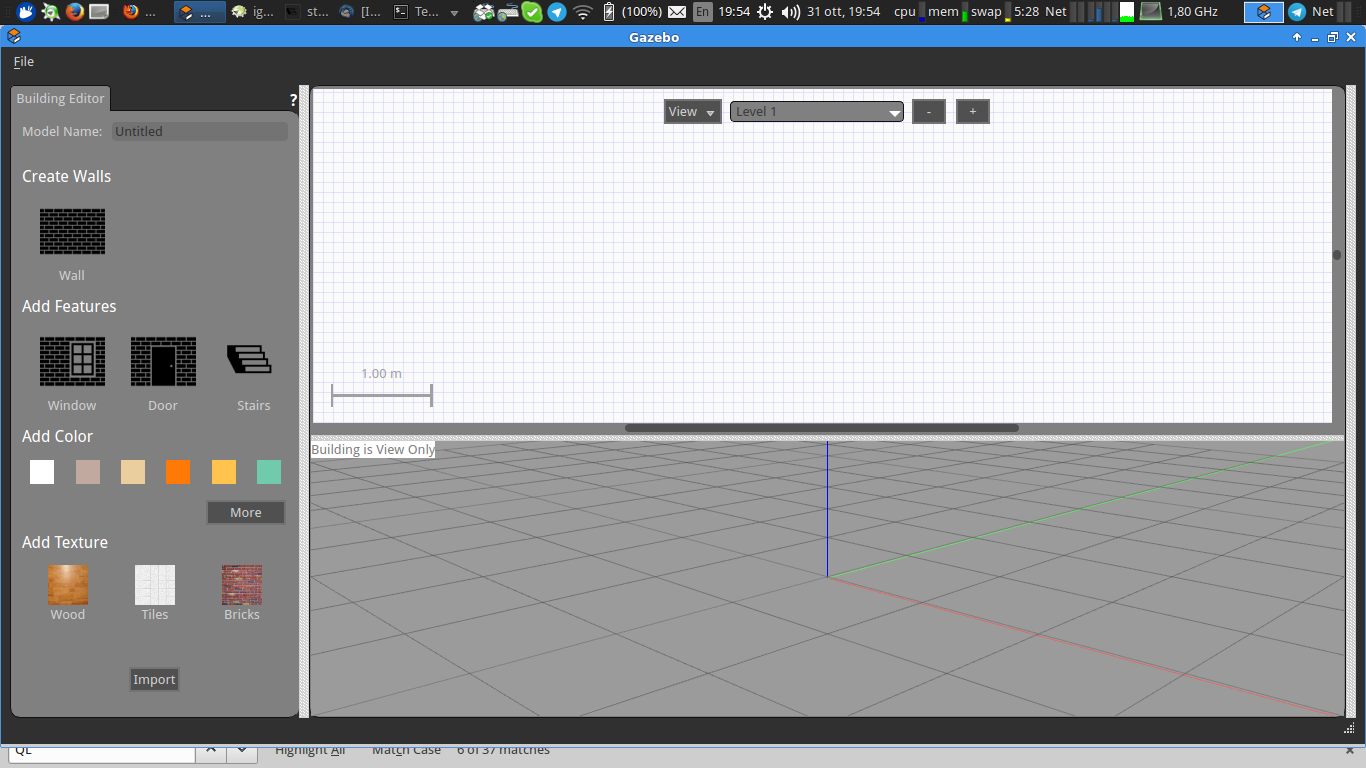 ... ... ig... st... [I... Te... (100%) En 19:54 31 ott, 19:54 cpu mem swap 5:28 Net 1,80 GHz Net
Gazebo
File
Building Editor
?
Model Name: Untitled
Create Walls
Wall
Add Features
Window Door Stairs
Add Color
More
Add Texture
Wood Tiles Bricks
Import
View Level 1 - +
1.00 m
Building is View Only
QL Highlight All Match Case 6 of 37 matches